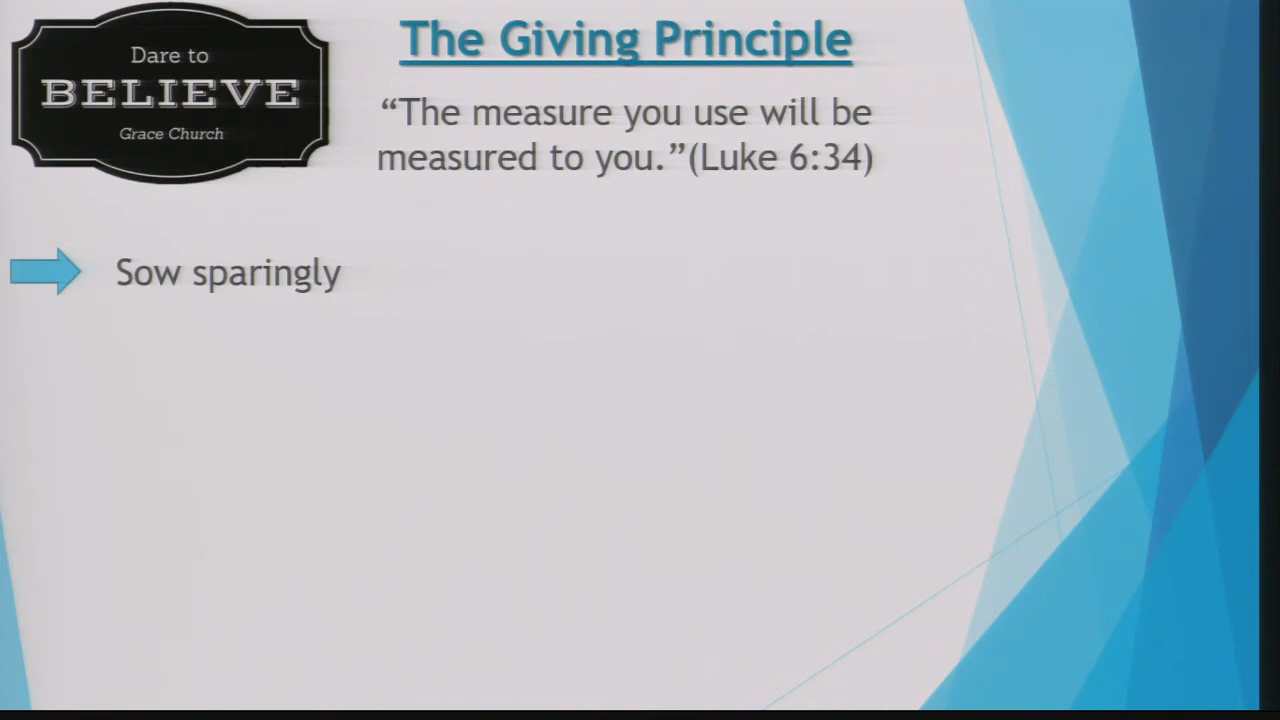 Dare to
BELIEVE
Grace Church
The Giving Principle
“The measure you use will be
measured to you.”(Luke 6:34)
Sow sparingly